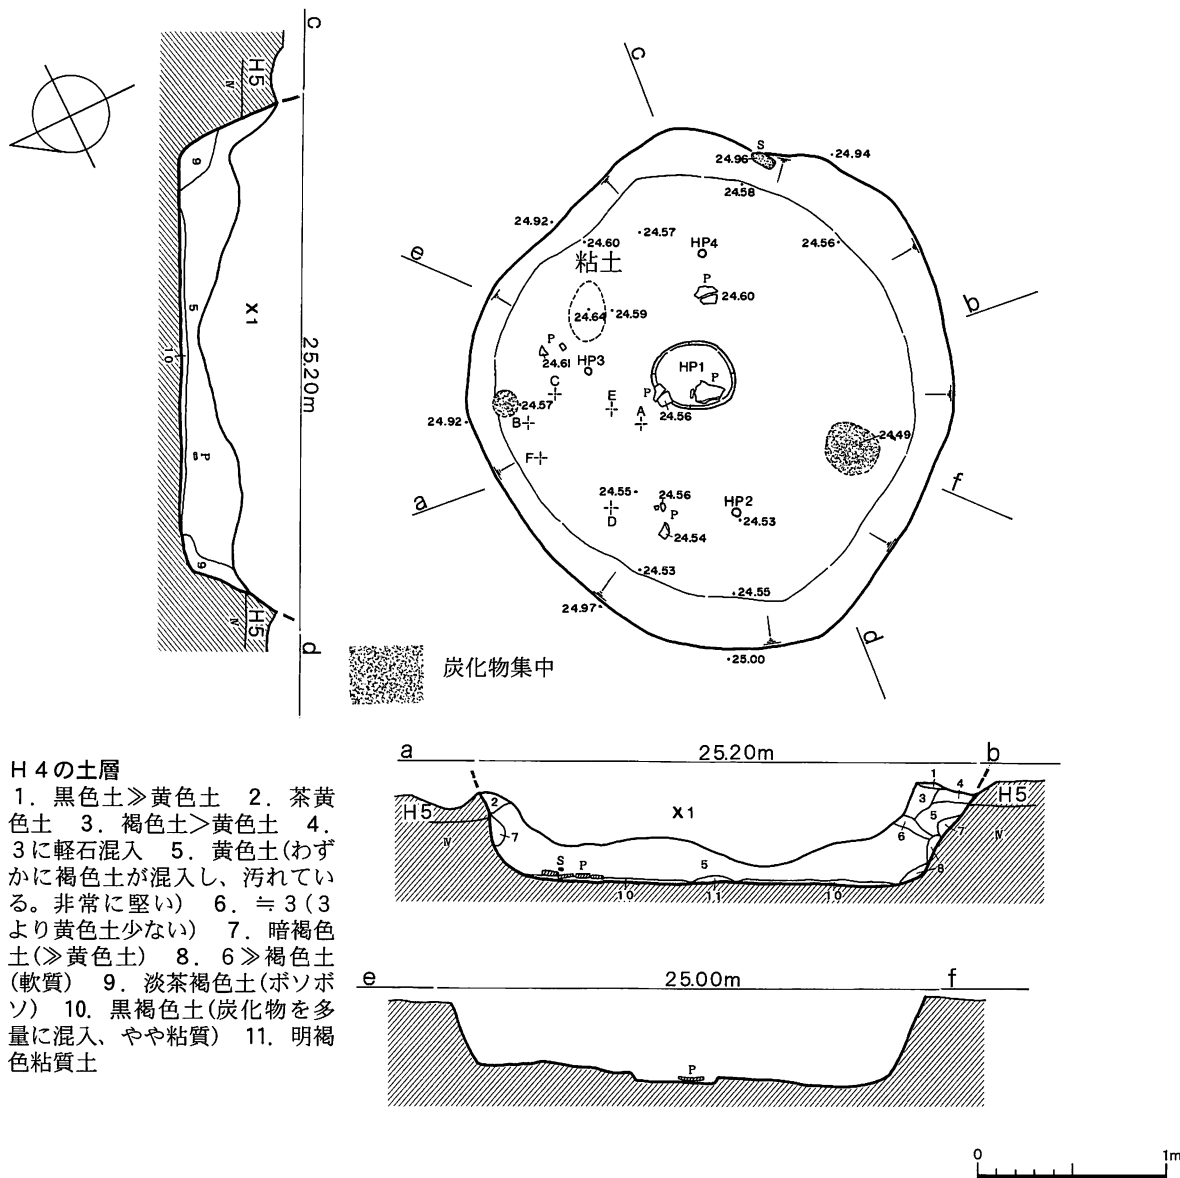 c
H5
Ⅳ
9
5
X1
10
25.20m
P
9
H5
Ⅳ
d
c
S
24.96
24.94
24.58
24.92
24.60
24.57
HP4
24.56
e
粘土
P
24.60
b
24.64
24.59
P
24.61
HP3
HP1
P
C
E
P
24.57
24.56
A
24.92
B
24.49
F
f
a
24.55
24.56
HP2
D
P
24.53
24.54
24.53
24.55
24.97
d
25.00
炭化物集中
H4の土層
1. 黒色土≫黄色土 2. 茶黄
色土 3. 褐色土>黄色土 4.
3に軽石混入 5. 黄色土(わず
かに褐色土が混入し、汚れてい
る。非常に堅い) 6. ≒3(3
より黄色土少ない) 7. 暗褐色
土(≫黄色土) 8. 6≫褐色土
(軟質) 9. 淡茶褐色土(ボソボ
ソ) 10. 黒褐色土(炭化物を多
量に混入、やや粘質) 11. 明褐
色粘質土
a
25.20m
b
1
4
H5
2
X1
3
H5
7
5
7
6
Ⅳ
Ⅳ
S
P
5
8
10
11
10
e
25.00m
f
P
0
1m